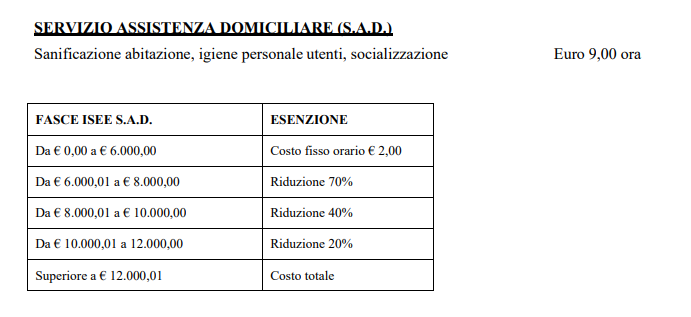 SERVIZIO ASSISTENZA DOMICILIARE (S.A.D.)
Sanificazione abitazione, igiene personale utenti, socializzazione Euro 9,00 ora
FASCE ISEE S.A.D. ESENZIONE
Da € 0,00 a € 6.000,00 Costo fisso orario € 2,00
Da € 6.000,01 a € 8.000,00 Riduzione 70%
Da € 8.000,01 a € 10.000,00 Riduzione 40%
Da € 10.000,01 a 12.000,00 Riduzione 20%
Superiore a € 12.000,01 Costo totale